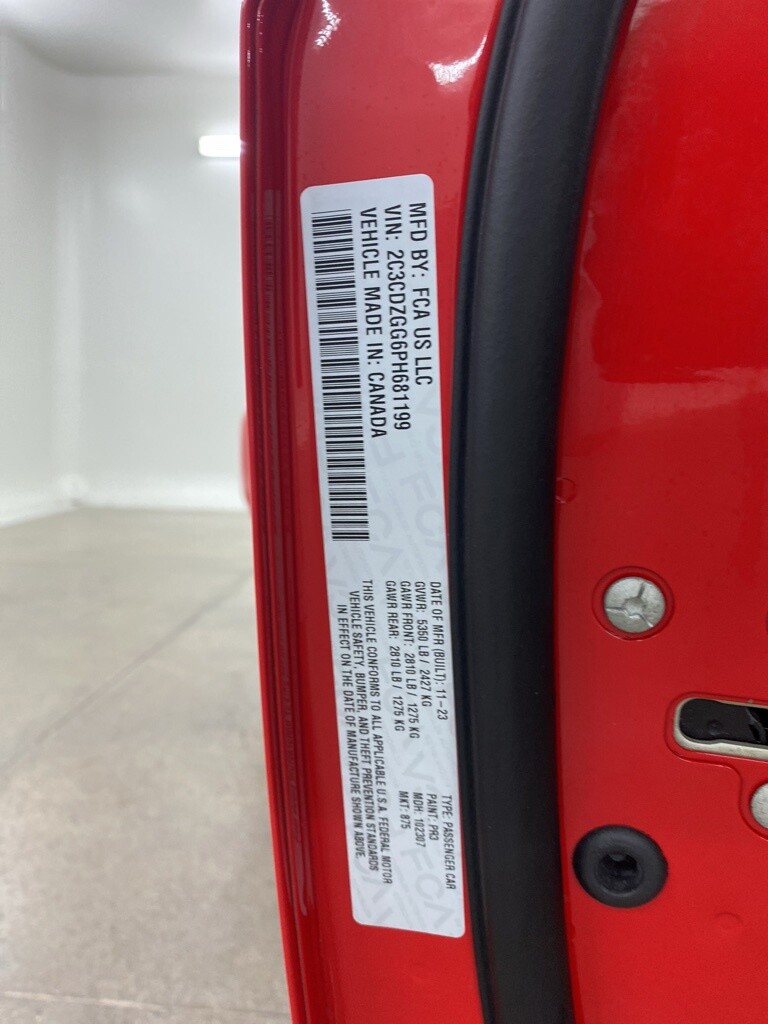 MFD BY: FCA US LLC
VIN: 2C3CDZGG6PH681199
VEHICLE MADE IN: CANADA
DATE OF MFR (BUILT): 11-23
GVWR: 5350 LB / 2427 KG
GAWR FRONT: 2810 LB / 1275 KG
GAWR REAR: 2810 LB / 1275 KG
TYPE: PASSENGER CAR
PAINT: PR3
MDH: 102307
MKT: 875
THIS VEHICLE CONFORMS TO ALL APPLICABLE U.S.A. FEDERAL MOTOR
VEHICLE SAFETY, BUMPER, AND THEFT PREVENTION STANDARDS
IN EFFECT ON THE DATE OF MANUFACTURE SHOWN ABOVE.